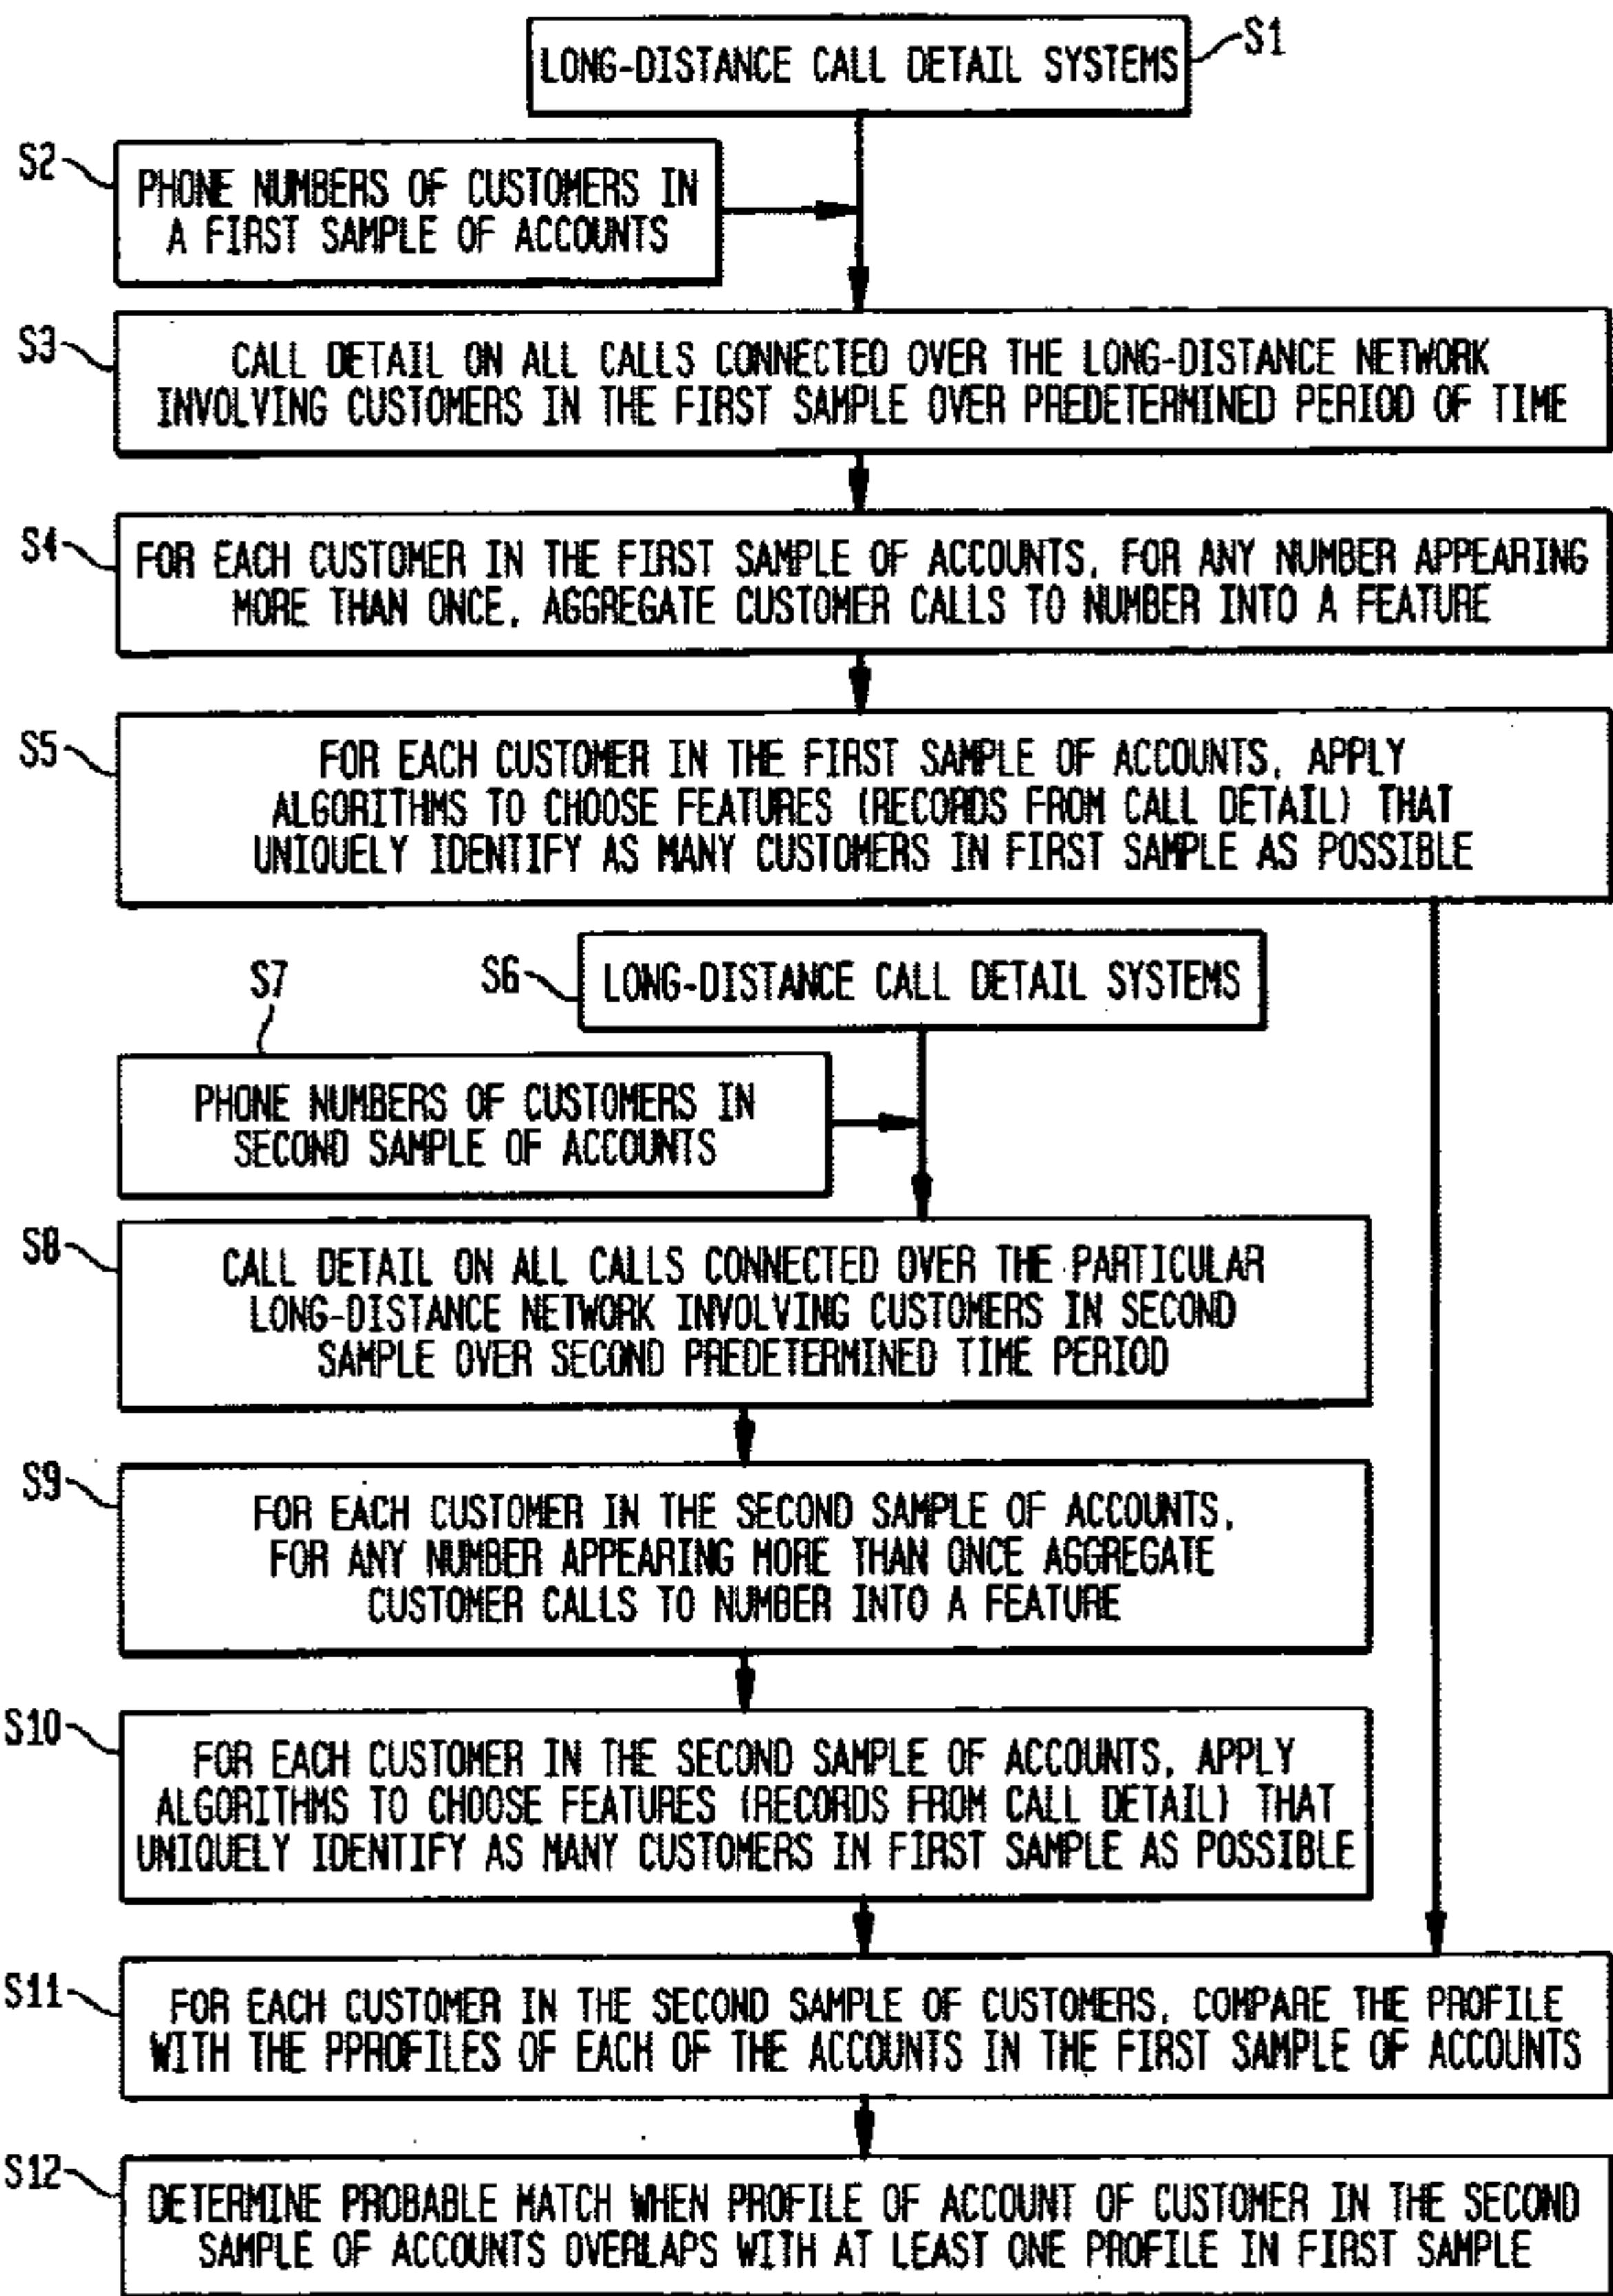 LONG-DISTANCE CALL DETAIL SYSTEMS
S1
S2
PHONE NUMBERS OF CUSTOMERS IN
A FIRST SAMPLE OF ACCOUNTS
S3
CALL DETAIL ON ALL CALLS CONNECTED OVER THE LONG-DISTANCE NETWORK
INVOLVING CUSTOMERS IN THE FIRST SAMPLE OVER PREDETERMINED PERIOD OF TIME
S4
FOR EACH CUSTOMER IN THE FIRST SAMPLE OF ACCOUNTS, FOR ANY NUMBER APPEARING
MORE THAN ONCE, AGGREGATE CUSTOMER CALLS TO NUMBER INTO A FEATURE
S5
FOR EACH CUSTOMER IN THE FIRST SAMPLE OF ACCOUNTS, APPLY
ALGORITHMS TO CHOOSE FEATURES (RECORDS FROM CALL DETAIL) THAT
UNIQUELY IDENTIFY AS MANY CUSTOMERS IN FIRST SAMPLE AS POSSIBLE
S6
LONG-DISTANCE CALL DETAIL SYSTEMS
S7
PHONE NUMBERS OF CUSTOMERS IN
SECOND SAMPLE OF ACCOUNTS
S8
CALL DETAIL ON ALL CALLS CONNECTED OVER THE PARTICULAR
LONG-DISTANCE NETWORK INVOLVING CUSTOMERS IN SECOND
SAMPLE OVER SECOND PREDETERMINED TIME PERIOD
S9
FOR EACH CUSTOMER IN THE SECOND SAMPLE OF ACCOUNTS,
FOR ANY NUMBER APPEARING MORE THAN ONCE AGGREGATE
CUSTOMER CALLS TO NUMBER INTO A FEATURE
S10
FOR EACH CUSTOMER IN THE SECOND SAMPLE OF ACCOUNTS, APPLY
ALGORITHMS TO CHOOSE FEATURES (RECORDS FROM CALL DETAIL) THAT
UNIQUELY IDENTIFY AS MANY CUSTOMERS IN FIRST SAMPLE AS POSSIBLE
S11
FOR EACH CUSTOMER IN THE SECOND SAMPLE OF CUSTOMERS, COMPARE THE PROFILE
WITH THE PPROFILES OF EACH OF THE ACCOUNTS IN THE FIRST SAMPLE OF ACCOUNTS
S12
DETERMINE PROBABLE MATCH WHEN PROFILE OF ACCOUNT OF CUSTOMER IN THE SECOND
SAMPLE OF ACCOUNTS OVERLAPS WITH AT LEAST ONE PROFILE IN FIRST SAMPLE